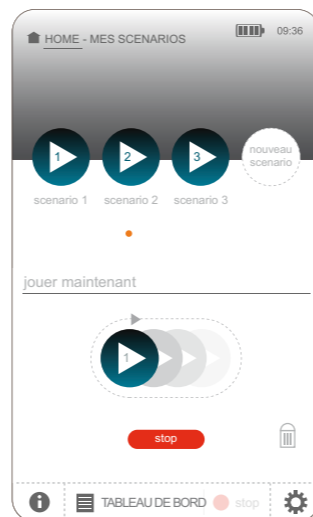 HOME - MES SCENARIOS
09:36
1
2
3
nouveau
scenario
scenario 1
scenario 2
scenario 3
jouer maintenant
1
stop
TABLEAU DE BORD
stop